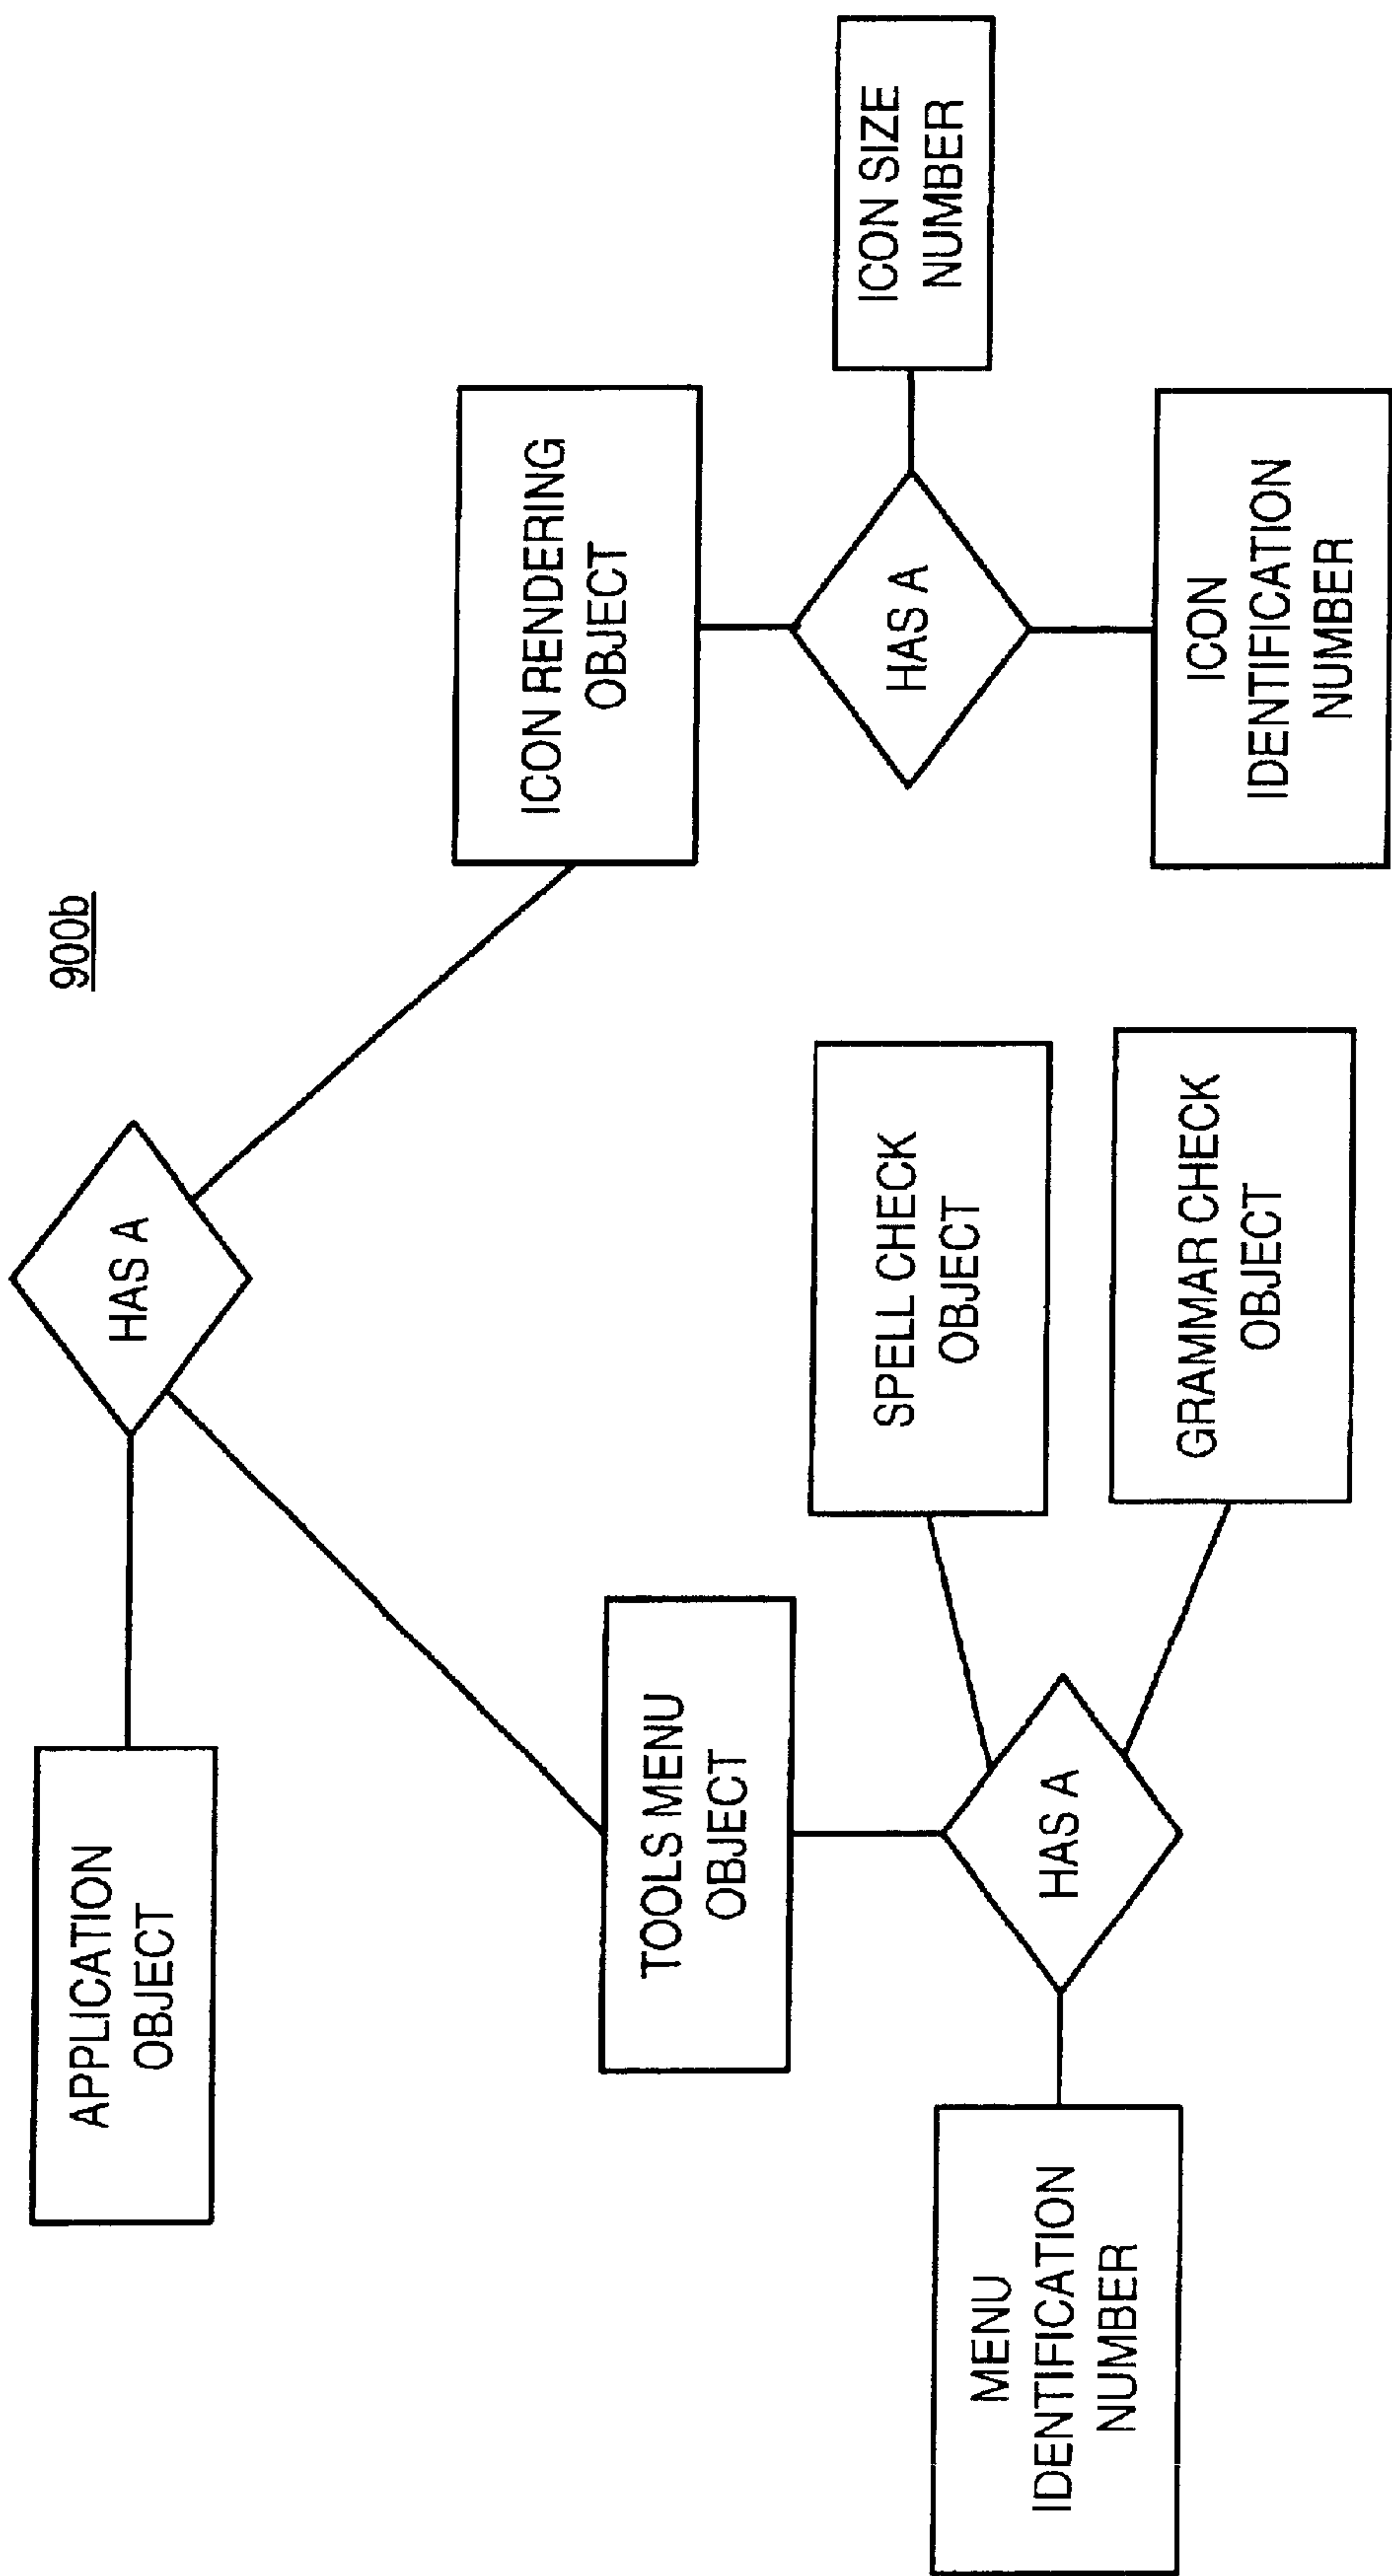 900b
APPLICATION
OBJECT
HAS A
TOOLS MENU
OBJECT
ICON RENDERING
OBJECT
MENU
IDENTIFICATION
NUMBER
HAS A
SPELL CHECK
OBJECT
GRAMMAR CHECK
OBJECT
HAS A
ICON SIZE
NUMBER
ICON
IDENTIFICATION
NUMBER